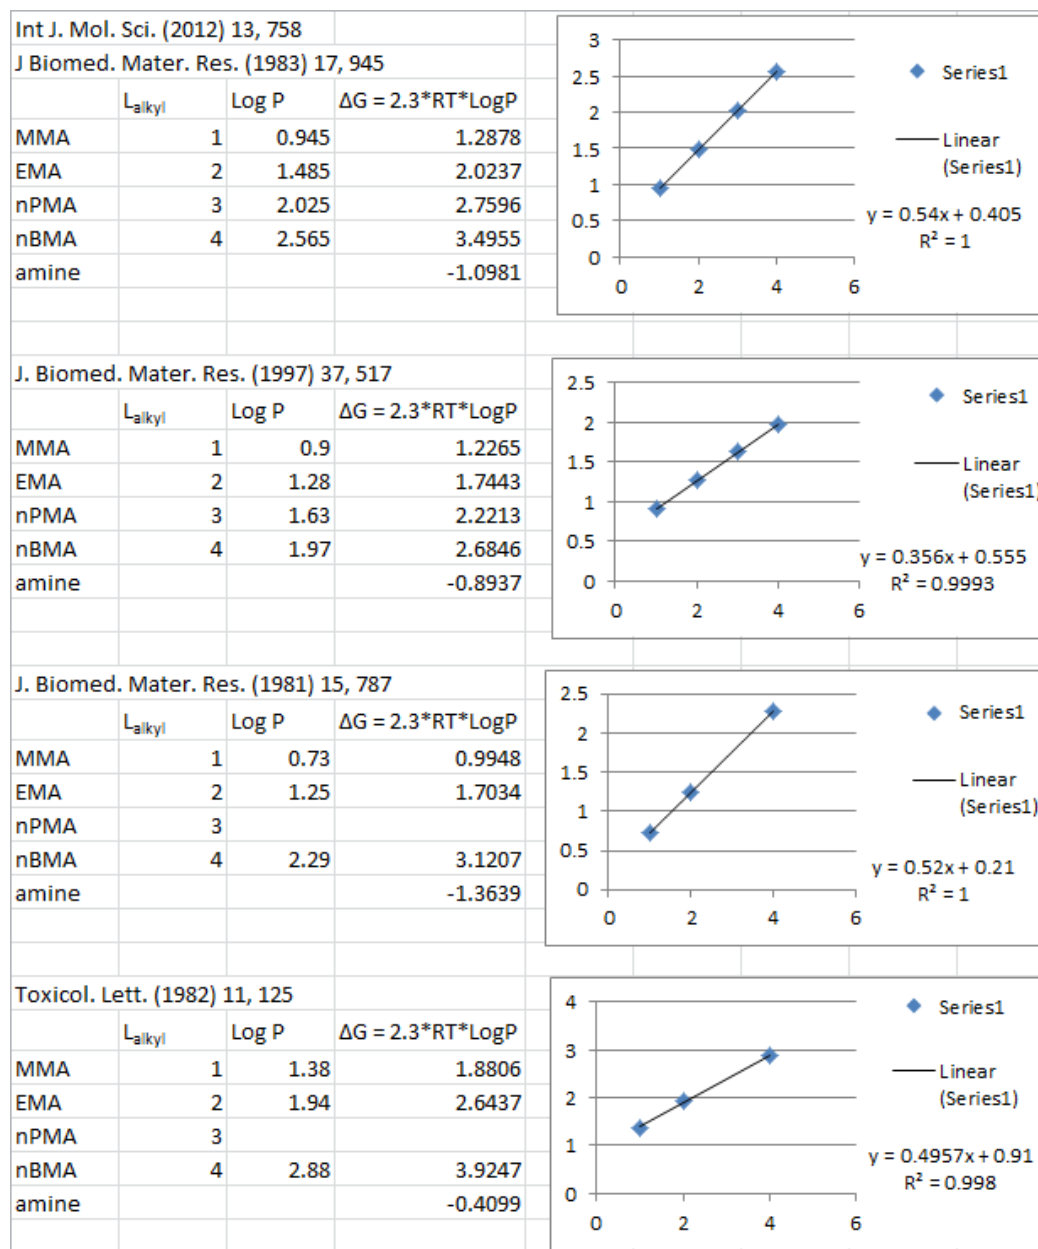 Int J. Mol. Sci. (2012) 13, 758
J Biomed. Mater. Res. (1983) 17, 945
Lalkyl Log P ΔG = 2.3*RT*LogP
MMA 1 0.945 1.2878
EMA 2 1.485 2.0237
nPMA 3 2.025 2.7596
nBMA 4 2.565 3.4955
amine -1.0981
3
2.5
2
1.5
1
0.5
0
0 2 4 6
Series1
Linear
(Series1)
y = 0.54x + 0.405
R² = 1
J. Biomed. Mater. Res. (1997) 37, 517
Lalkyl Log P ΔG = 2.3*RT*LogP
MMA 1 0.9 1.2265
EMA 2 1.28 1.7443
nPMA 3 1.63 2.2213
nBMA 4 1.97 2.6846
amine -0.8937
2.5
2
1.5
1
0.5
0
0 2 4 6
Series1
Linear
(Series1)
y = 0.356x + 0.555
R² = 0.9993
J. Biomed. Mater. Res. (1981) 15, 787
Lalkyl Log P ΔG = 2.3*RT*LogP
MMA 1 0.73 0.9948
EMA 2 1.25 1.7034
nPMA 3
nBMA 4 2.29 3.1207
amine -1.3639
2.5
2
1.5
1
0.5
0
0 2 4 6
Series1
Linear
(Series1)
y = 0.52x + 0.21
R² = 1
Toxicol. Lett. (1982) 11, 125
Lalkyl Log P ΔG = 2.3*RT*LogP
MMA 1 1.38 1.8806
EMA 2 1.94 2.6437
nPMA 3
nBMA 4 2.88 3.9247
amine -0.4099
4
3
2
1
0
0 2 4 6
Series1
Linear
(Series1)
y = 0.4957x + 0.91
R² = 0.998